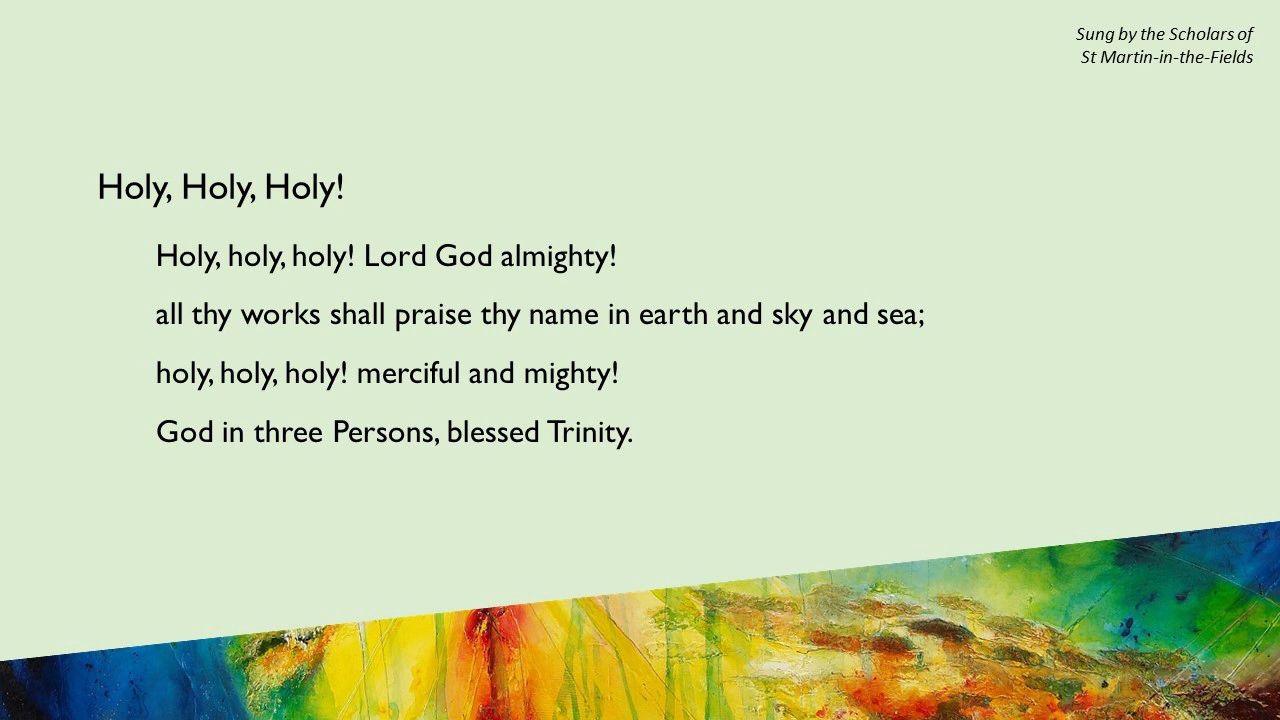 Sung by the Scholars of
St Martin-in-the-Fields
Holy, Holy, Holy!
Holy, holy, holy! Lord God almighty!
all thy works shall praise thy name in earth and sky and sea;
holy, holy, holy! merciful and mighty!
God in three Persons, blessed Trinity.